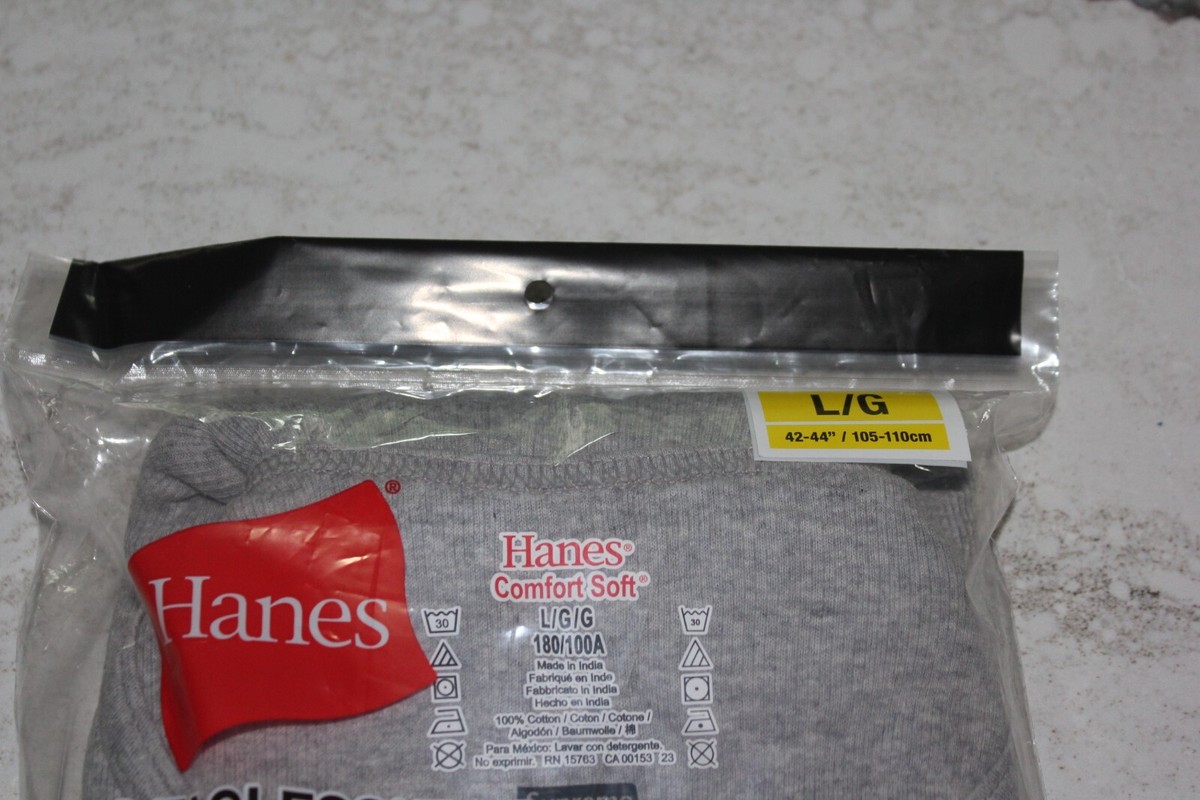 L/G
42-44" / 105-110cm
®
Hanes
Hanes®
Comfort Soft®
L/G/G
180/100A
30
30
Made in India
Fabriqué en Inde
Fabbricato in India
Hecho en India
100% Cotton / Coton / Cotone /
Algodón / Baumwolle / 棉
Para México: Lavar con detergente.
No exprimir. RN 15763 CA 00153 23